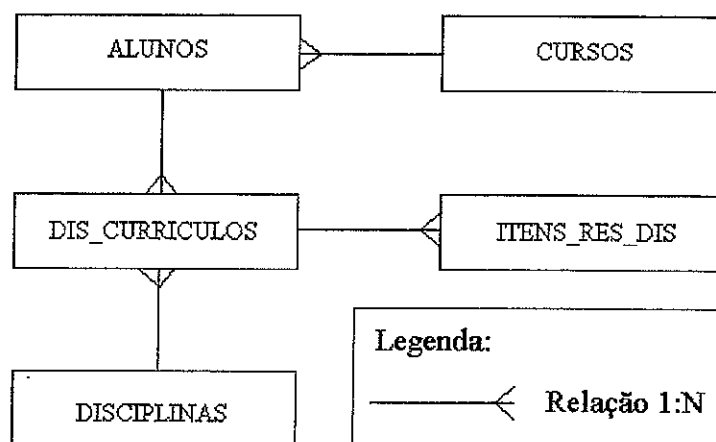 ALUNOS
CURSOS
DIS_CURRICULOS
ITENS_RES_DIS
DISCIPLINAS
Legenda:
Relação 1:N